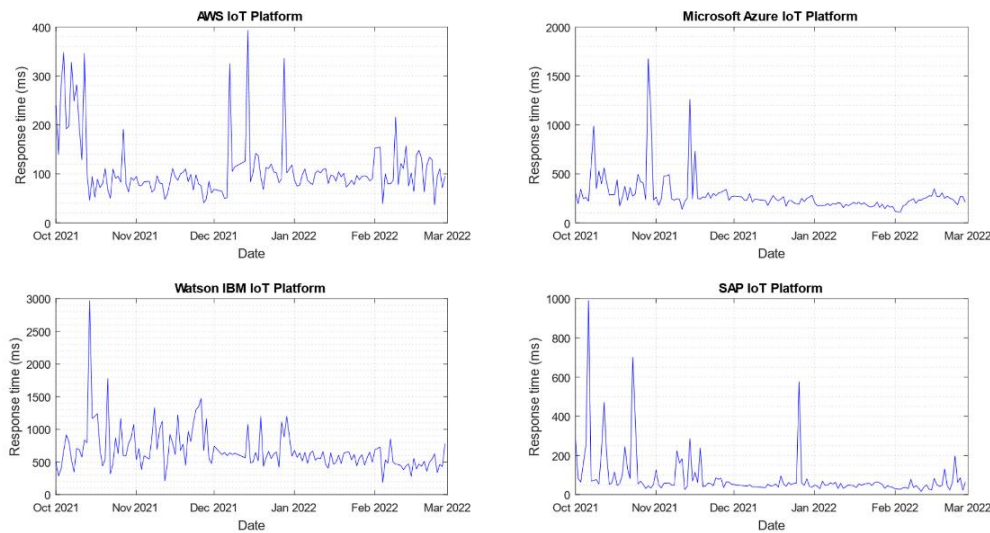 AWS IoT Platform
Response time (ms)
400
300
200
100
0
Oct 2021 Nov 2021 Dec 2021 Jan 2022 Feb 2022 Mar 2022
Date
Microsoft Azure IoT Platform
Response time (ms)
2000
1500
1000
500
0
Oct 2021 Nov 2021 Dec 2021 Jan 2022 Feb 2022 Mar 2022
Date
Watson IBM IoT Platform
Response time (ms)
3000
2500
2000
1500
1000
500
0
Oct 2021 Nov 2021 Dec 2021 Jan 2022 Feb 2022 Mar 2022
Date
SAP IoT Platform
Response time (ms)
1000
800
600
400
200
0
Oct 2021 Nov 2021 Dec 2021 Jan 2022 Feb 2022 Mar 2022
Date